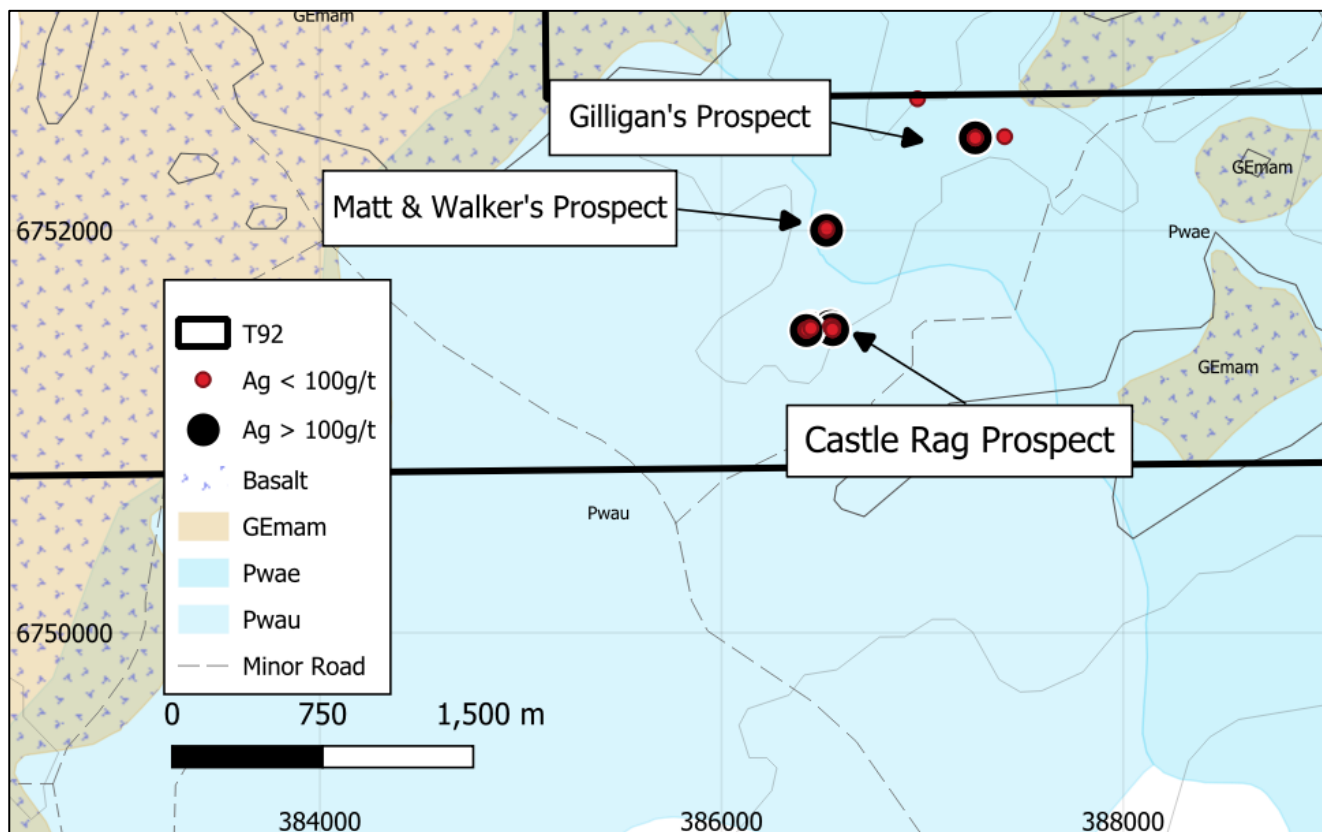 GEmam
Gilligan's Prospect
GEmam
Matt & Walker's Prospect
6752000
Pwae
T92
Ag < 100g/t
Ag > 100g/t
GEmam
Castle Rag Prospect
Basalt
Pwau
GEmam
Pwae
Pwau
6750000
Minor Road
0 750 1,500 m
384000 386000 388000